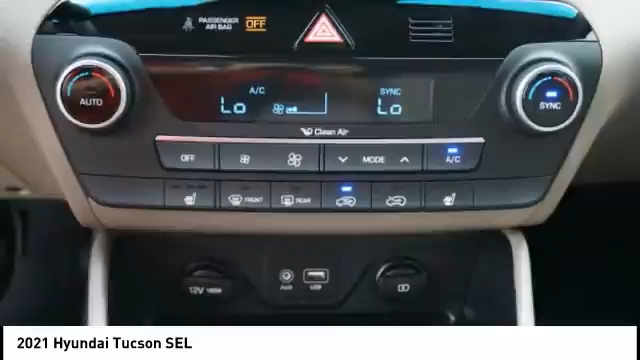 PASSENGER AIR BAG OFF
A/C SYNC
AUTO Lo Lo SYNC
Clean Air
OFF MODE A/C
FRONT REAR
12V 180W AUX USB
2021 Hyundai Tucson SEL